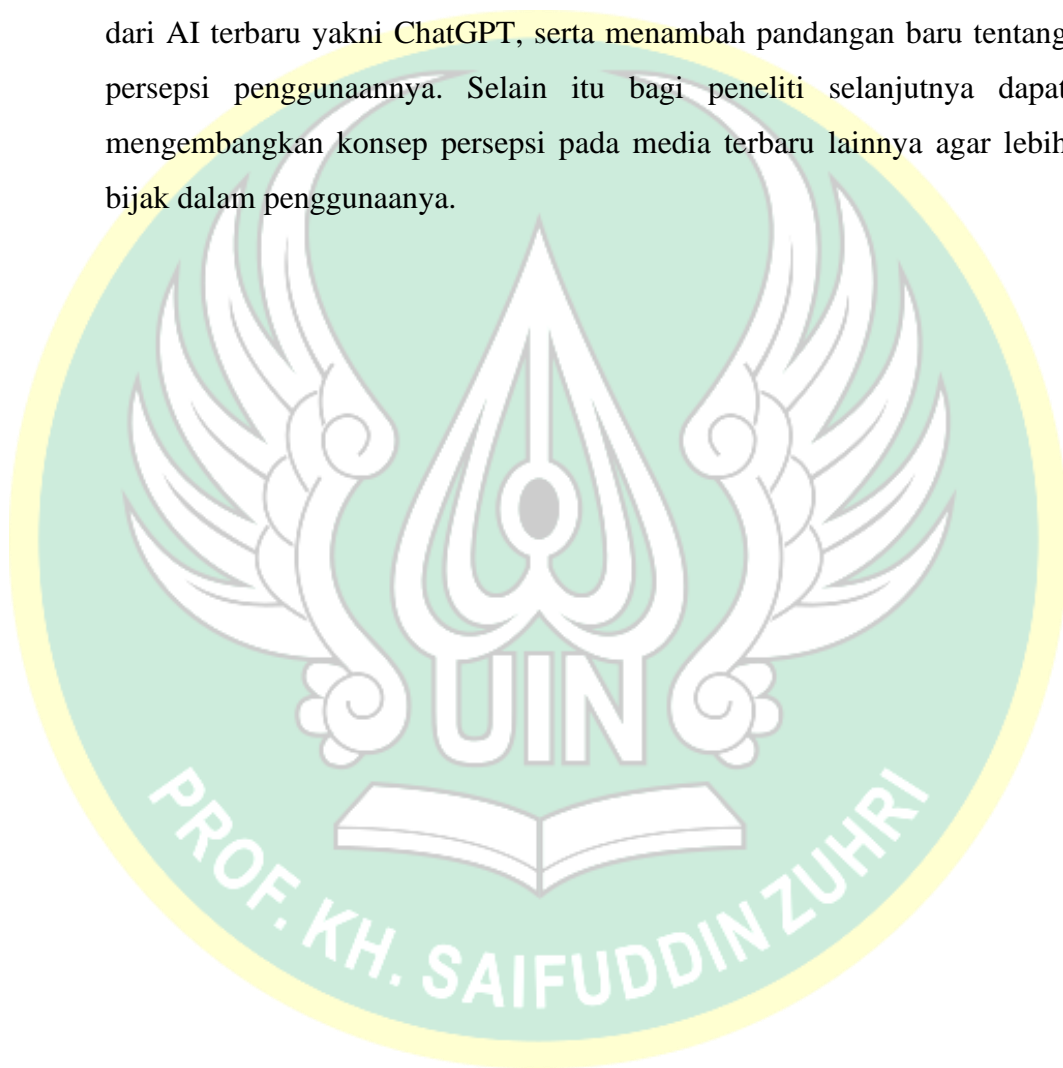 dari AI terbaru yakni ChatGPT, serta menambah pandangan baru tentang
persepsi penggunaannya. Selain itu bagi peneliti selanjutnya dapat
mengembangkan konsep persepsi pada media terbaru lainnya agar lebih
bijak dalam penggunaanya.
UIN
PROF. KH. SAIFUDDIN ZUHRI